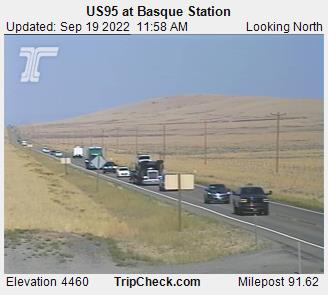 US95 at Basque Station
Updated: Sep 19 2022 11:58 AM Looking North
Elevation 4460 TripCheck.com Milepost 91.62